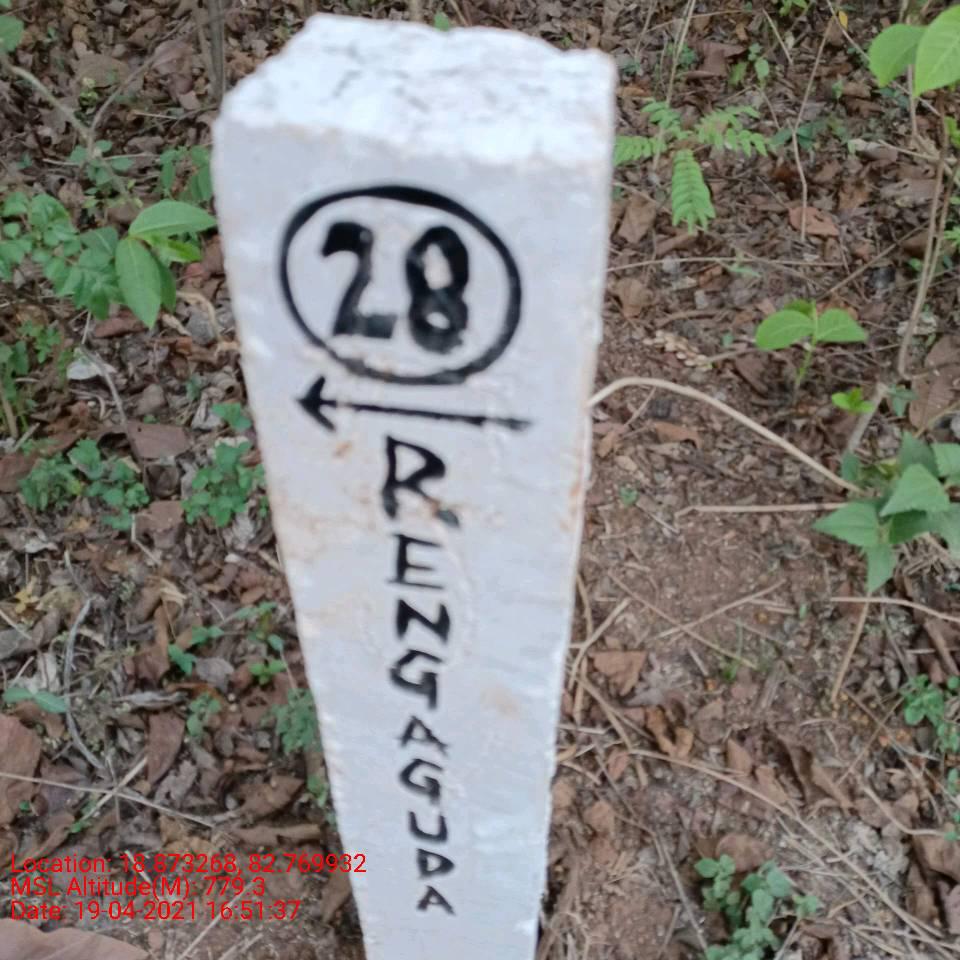 28
←
RENGAGUDA
Location: 18.873268, 82.769932
MSL Altitude(M): 779.3
Date: 19-04-2021 16:51:37